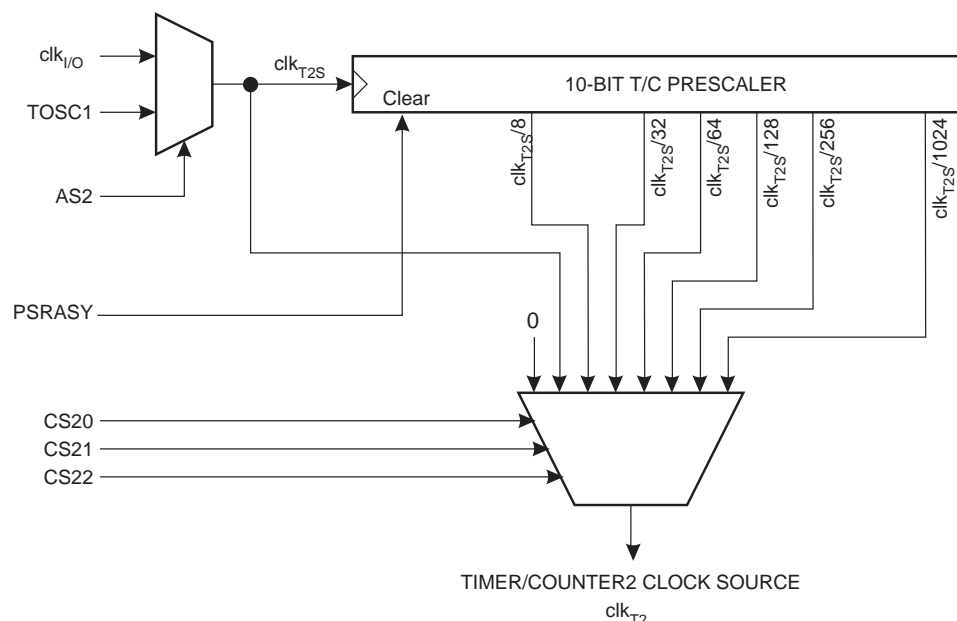 clkI/O
clkT2S
10-BIT T/C PRESCALER
TOSC1
Clear
clkT2S/8
clkT2S/32
clkT2S/64
clkT2S/128
clkT2S/256
clkT2S/1024
AS2
PSRASY
0
CS20
CS21
CS22
TIMER/COUNTER2 CLOCK SOURCE
clkT2